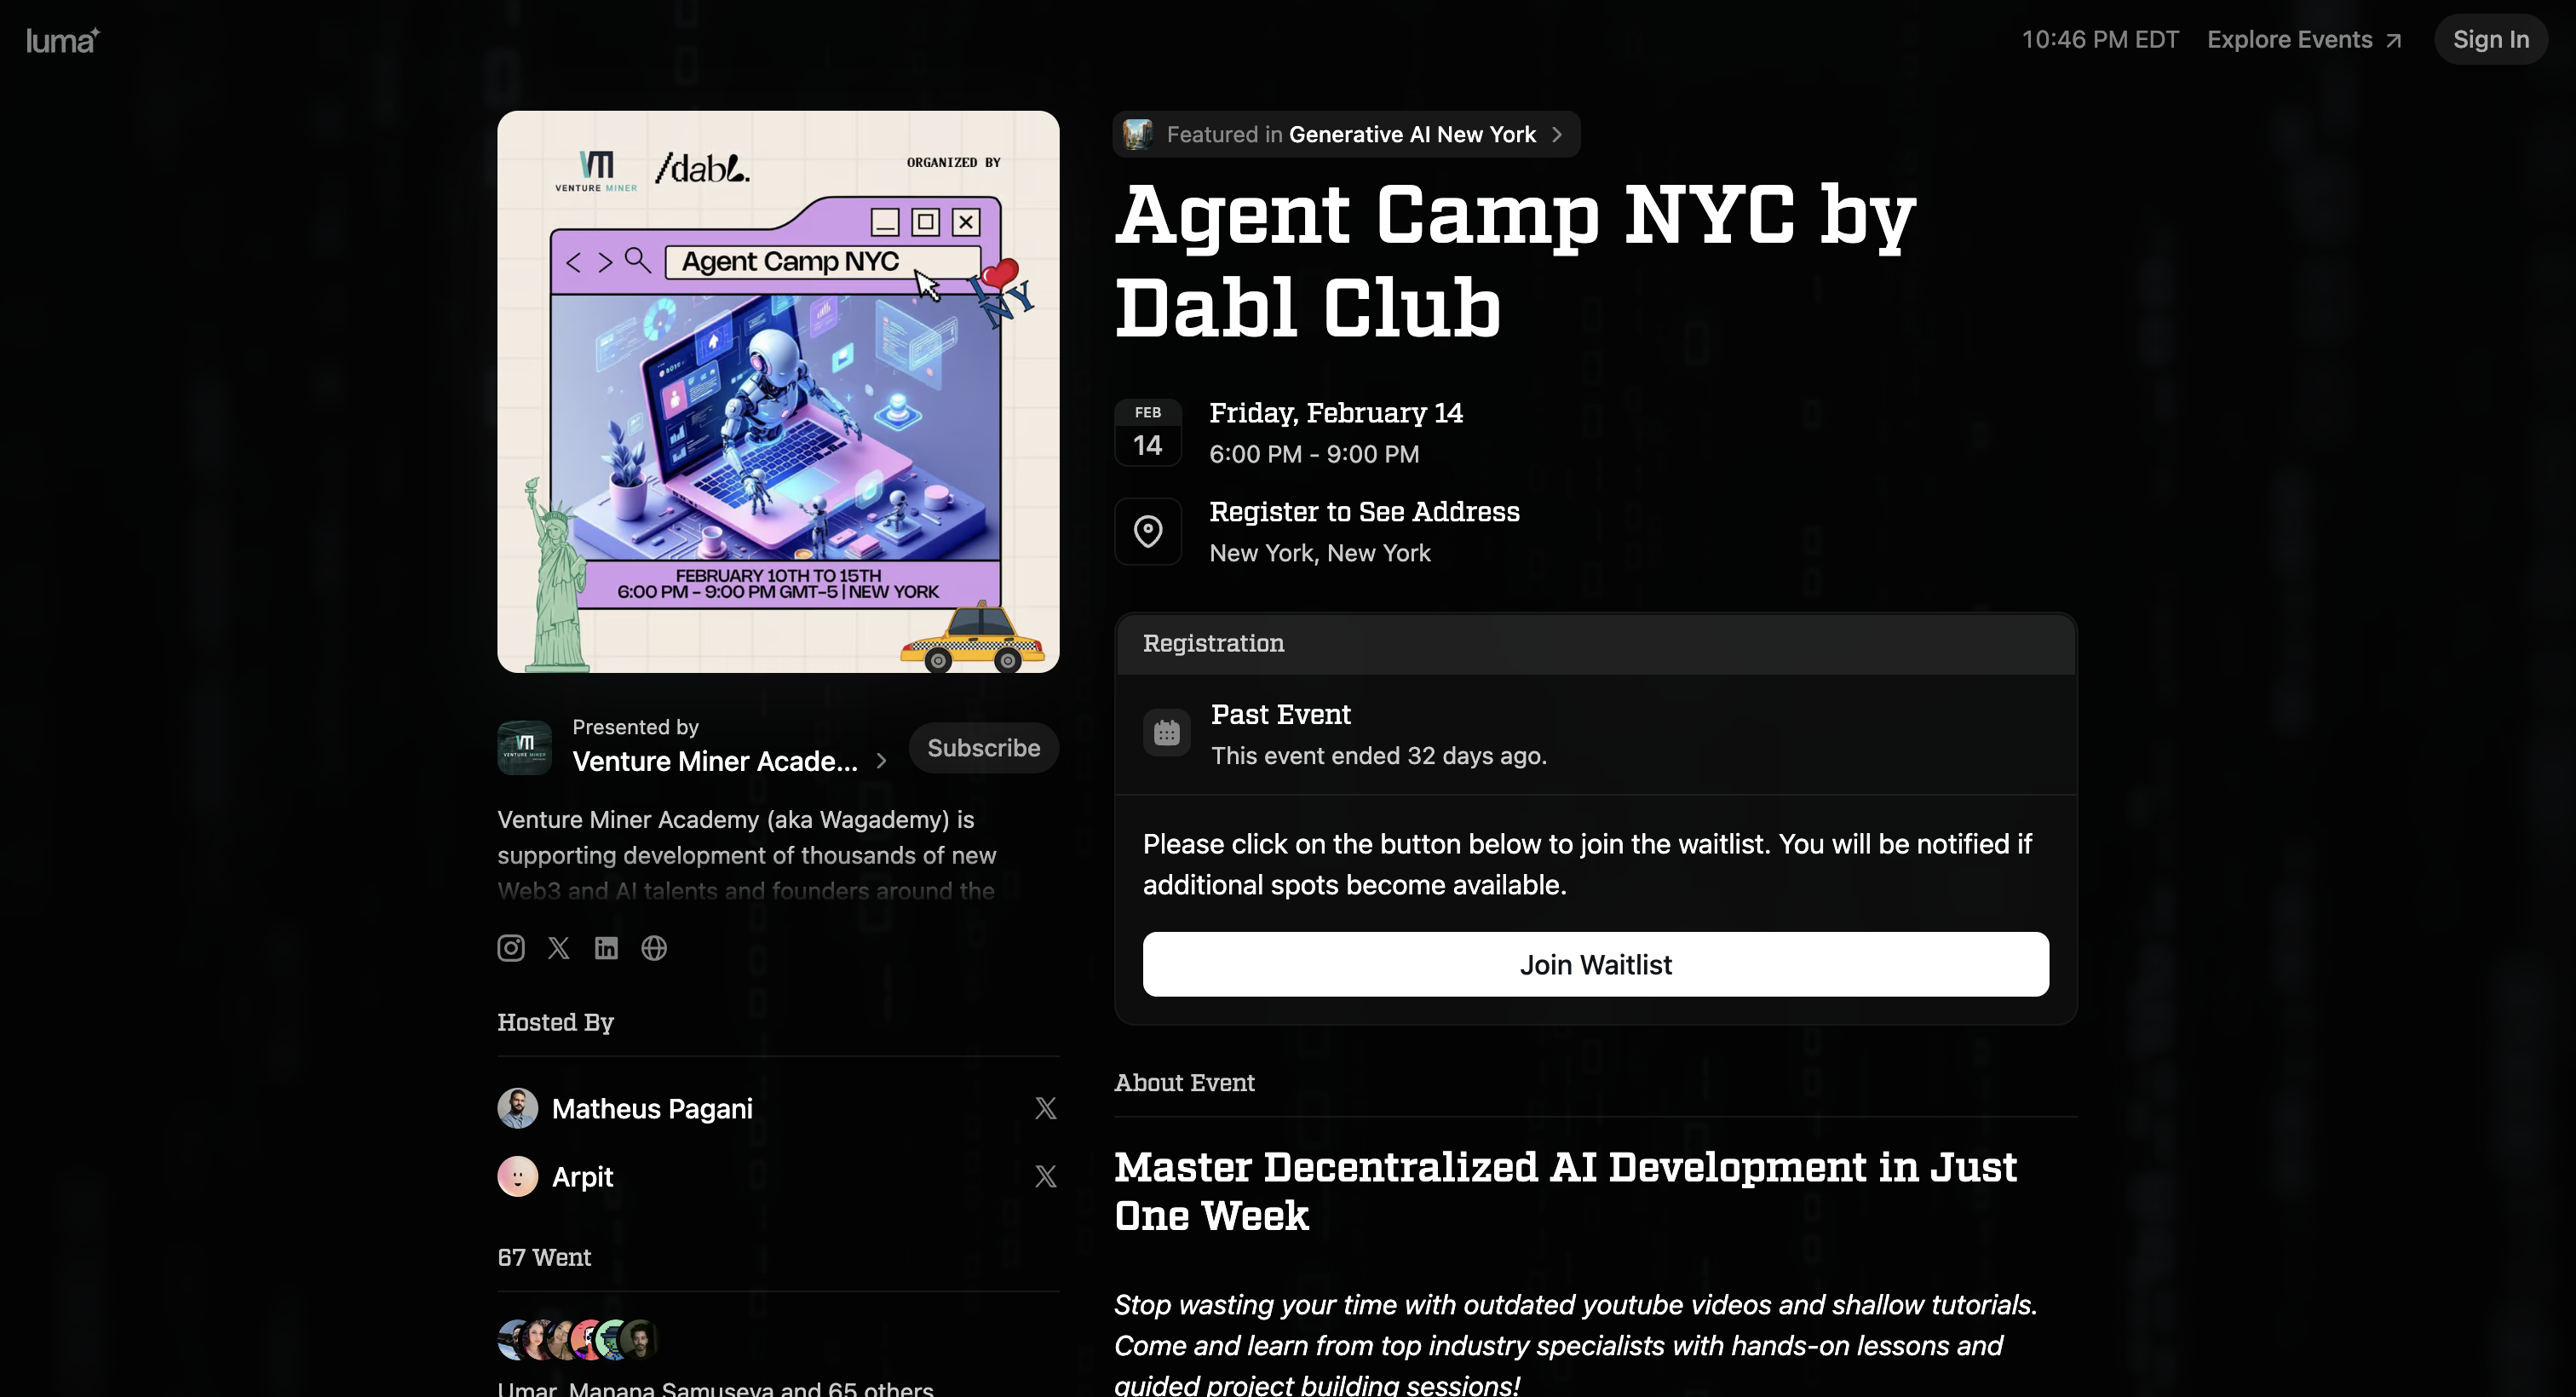 luma
10:46 PM EDT
Explore Events
Sign In
VM
VENTURE MINER
/dabl.
ORGANIZED BY
Agent Camp NYC
I NY
FEBRUARY 10TH TO 15TH
6:00 PM - 9:00 PM GMT-5 | NEW YORK
Presented by
Venture Miner Acade...
Subscribe
Venture Miner Academy (aka Wagademy) is
supporting development of thousands of new
Web3 and AI talents and founders around the
Hosted By
Matheus Pagani
Arpit
67 Went
Umar, Manana Samuseva and 65 others
Featured in Generative AI New York
Agent Camp NYC by
Dabl Club
FEB
14
Friday, February 14
6:00 PM - 9:00 PM
Register to See Address
New York, New York
Registration
Past Event
This event ended 32 days ago.
Please click on the button below to join the waitlist. You will be notified if
additional spots become available.
Join Waitlist
About Event
Master Decentralized AI Development in Just
One Week
Stop wasting your time with outdated youtube videos and shallow tutorials.
Come and learn from top industry specialists with hands-on lessons and
guided project building sessions!